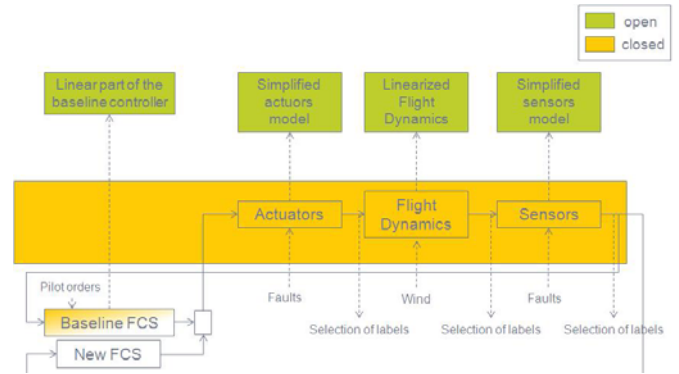 open
closed
Linear part of the
baseline controller
Simplified
actuors
model
Linearized
Flight
Dynamics
Simplified
sensors
model
Actuators
Flight
Dynamics
Sensors
Pilot orders
Faults
Wind
Faults
Baseline FCS
Selection of labels
Selection of labels
Selection of labels
New FCS